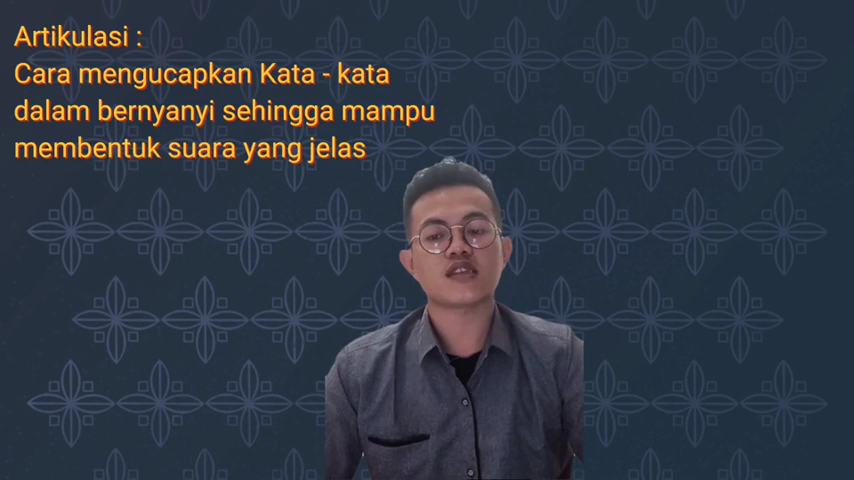 Artikulasi :
Cara mengucapkan Kata - kata
dalam bernyanyi sehingga mampu
membentuk suara yang jelas